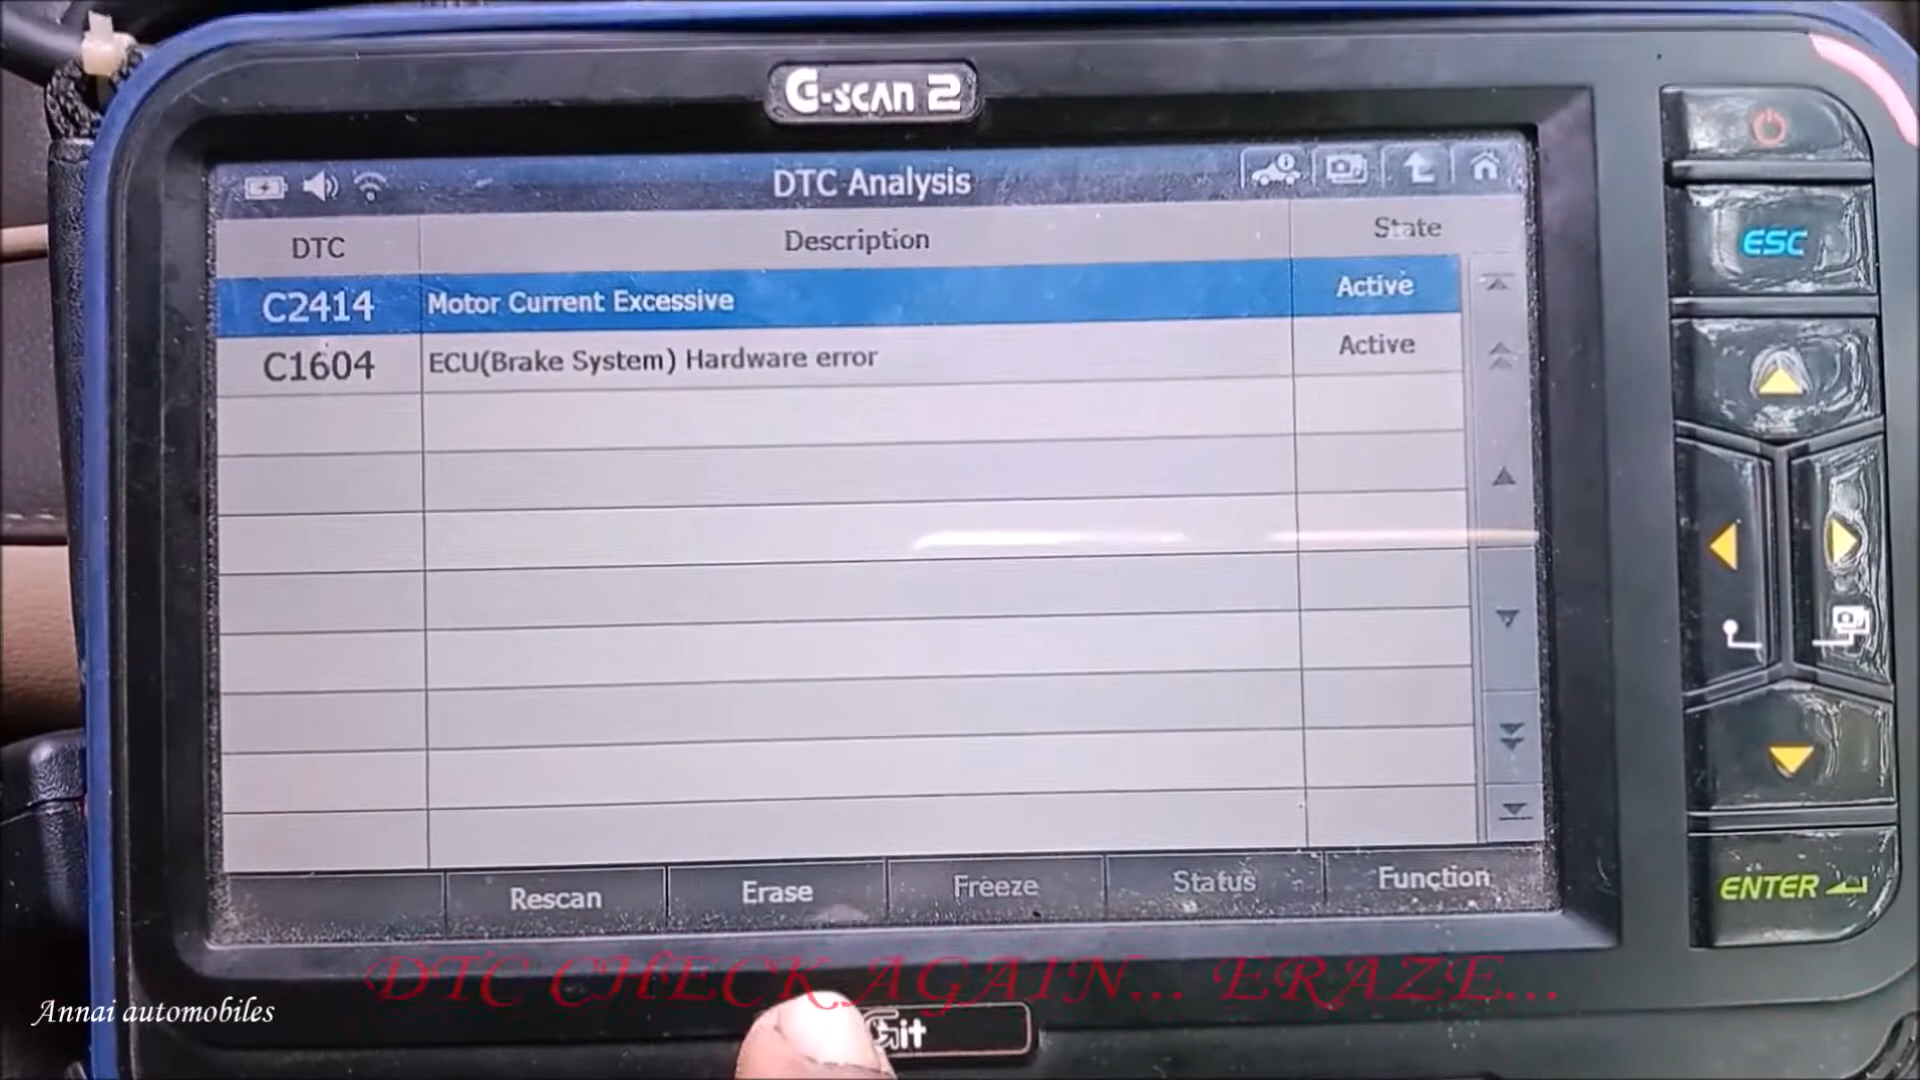 G-SCAN 2
DTC Analysis
DTC Description State
C2414 Motor Current Excessive Active
C1604 ECU(Brake System) Hardware error Active
Rescan Erase Freeze Status Function
ESC
ENTER
DTC CHECK AGAIN... ERAZE...
Annai automobiles
Git